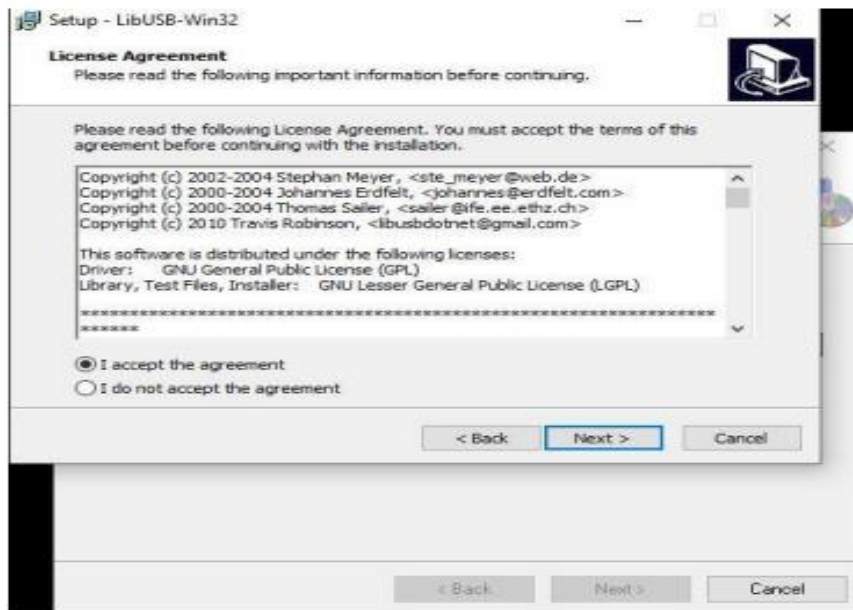 Setup - LibUSB-Win32
License Agreement
Please read the following important information before continuing.
Please read the following License Agreement. You must accept the terms of this
agreement before continuing with the installation.
Copyright (c) 2002-2004 Stephan Meyer, <ste_meyer@web.de>
Copyright (c) 2000-2004 Johannes Erdfelt, <johannes@erdfelt.com>
Copyright (c) 2000-2004 Thomas Sailer, <sailer@ife.ee.ethz.ch>
Copyright (c) 2010 Travis Robinson, <libusbdotnet@gmail.com>
This software is distributed under the following licenses:
Driver: GNU General Public License (GPL)
Library, Test Files, Installer: GNU Lesser General Public License (LGPL)
******************************************************************
******
I accept the agreement
I do not accept the agreement
< Back Next > Cancel
< Back Next > Cancel